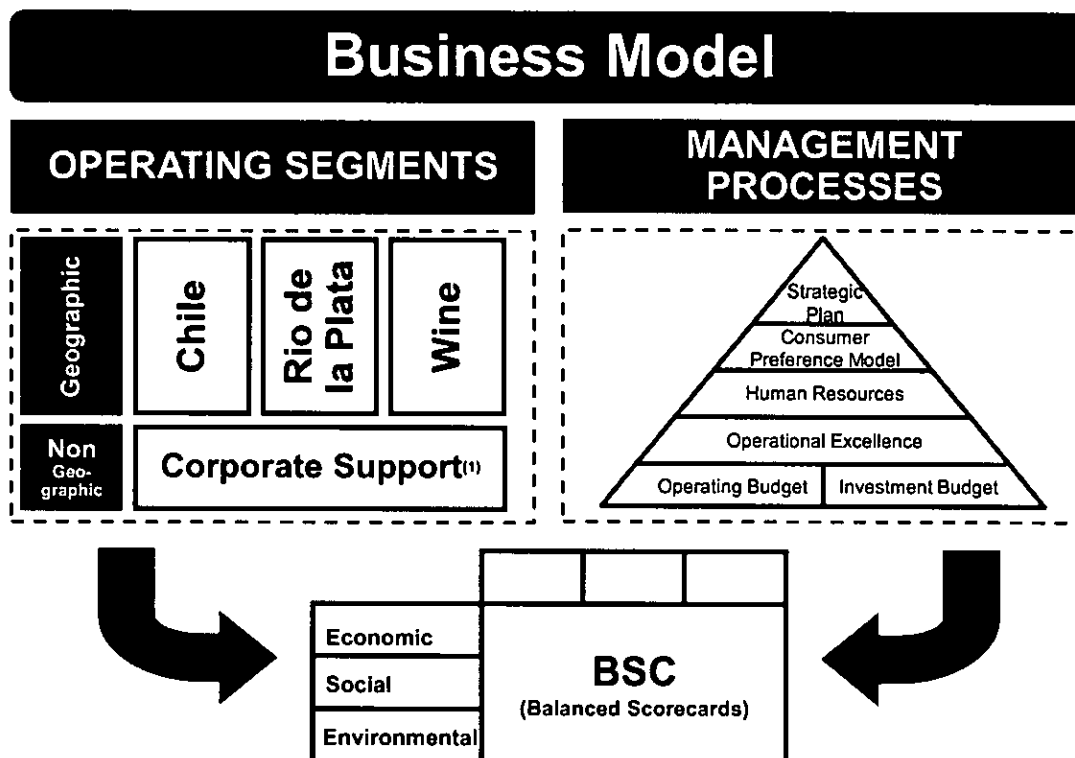 Business Model
OPERATING SEGMENTS
MANAGEMENT
PROCESSES
Geographic
Chile
Rio de
la Plata
Wine
Non
Geo-
graphic
Corporate Support(1)
Strategic
Plan
Consumer
Preference Model
Human Resources
Operational Excellence
Operating Budget
Investment Budget
Economic
Social
Environmental
BSC
(Balanced Scorecards)